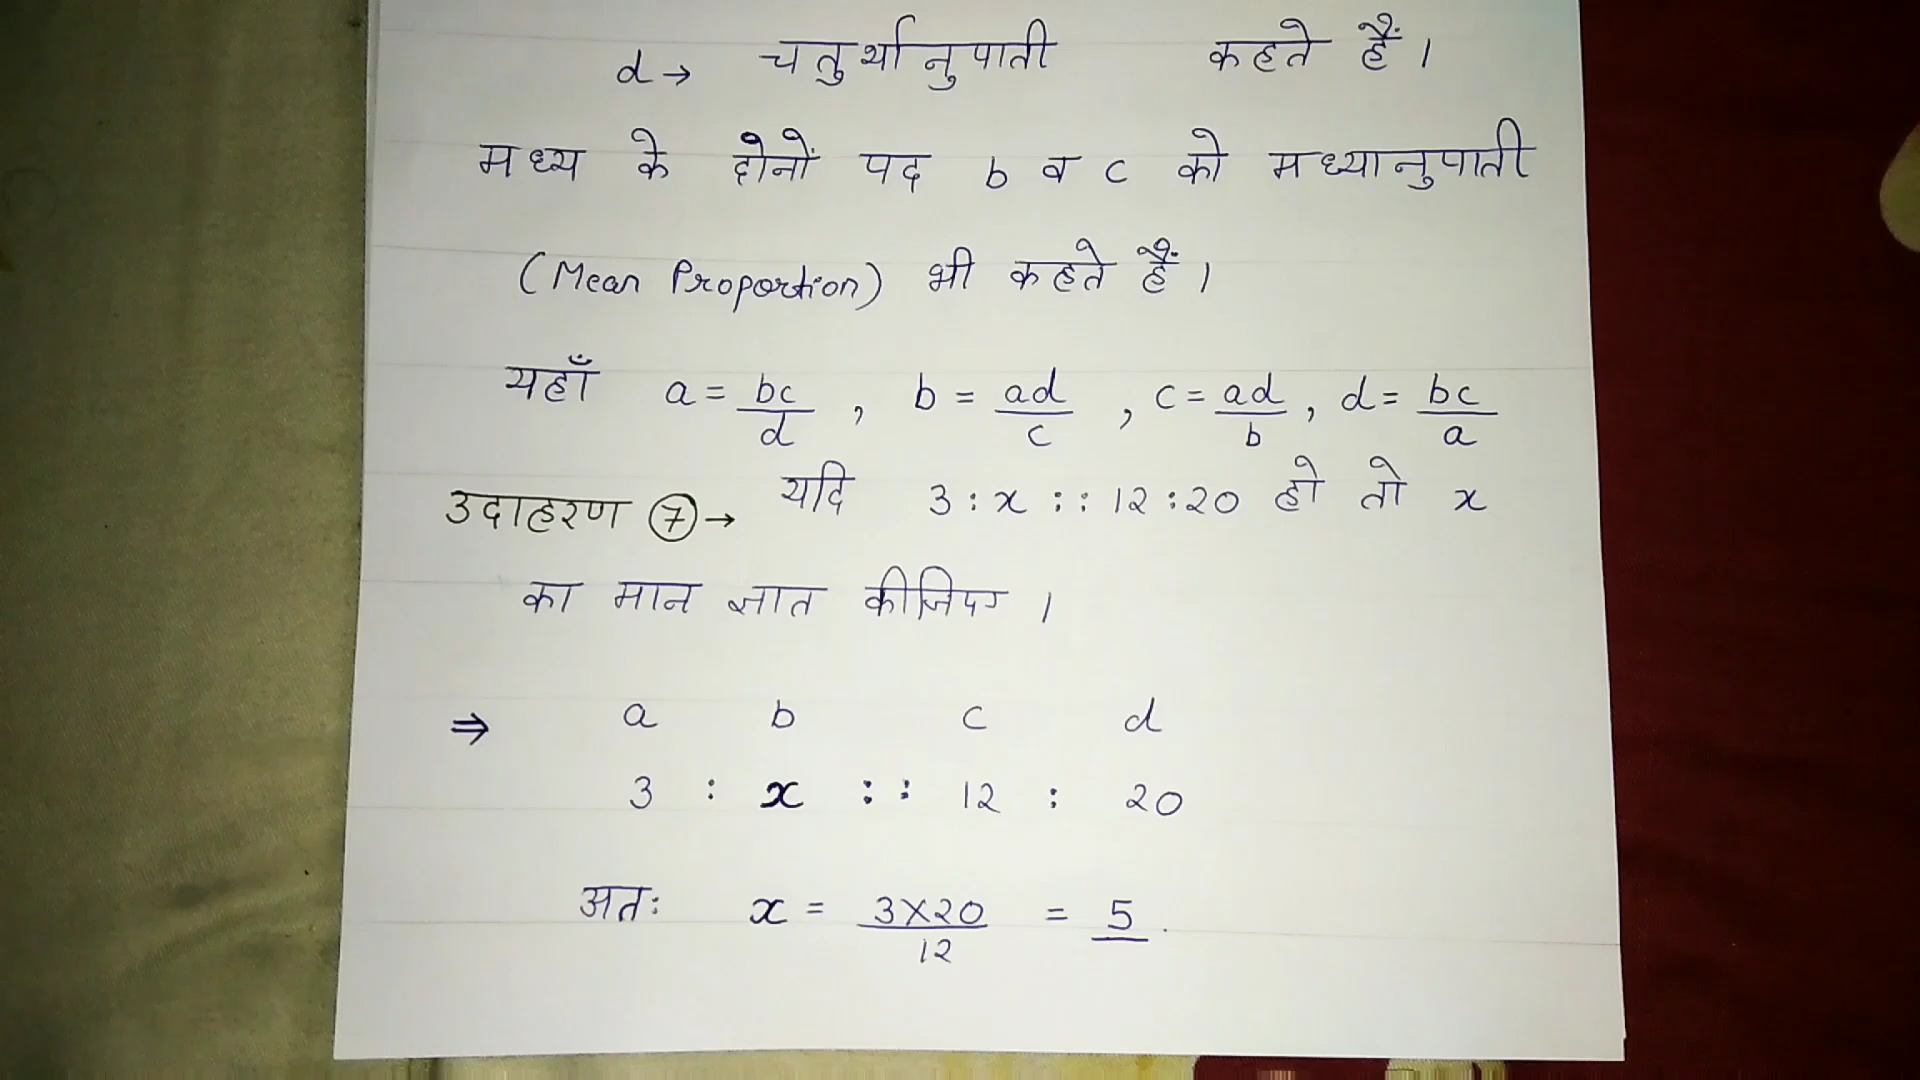 d → चतुर्थानुपाती कहते हैं।
मध्य के दोनों पद b व c को मध्यानुपाती
(Mean Proportion) भी कहते हैं।
यहाँ a = bc/d , b = ad/c , c = ad/b , d = bc/a
उदाहरण ⑦ → यदि 3 : x :: 12 : 20 हो तो x
का मान ज्ञात कीजिए।
⇒ a b c d
3 : x :: 12 : 20
अतः x = 3×20/12 = 5.